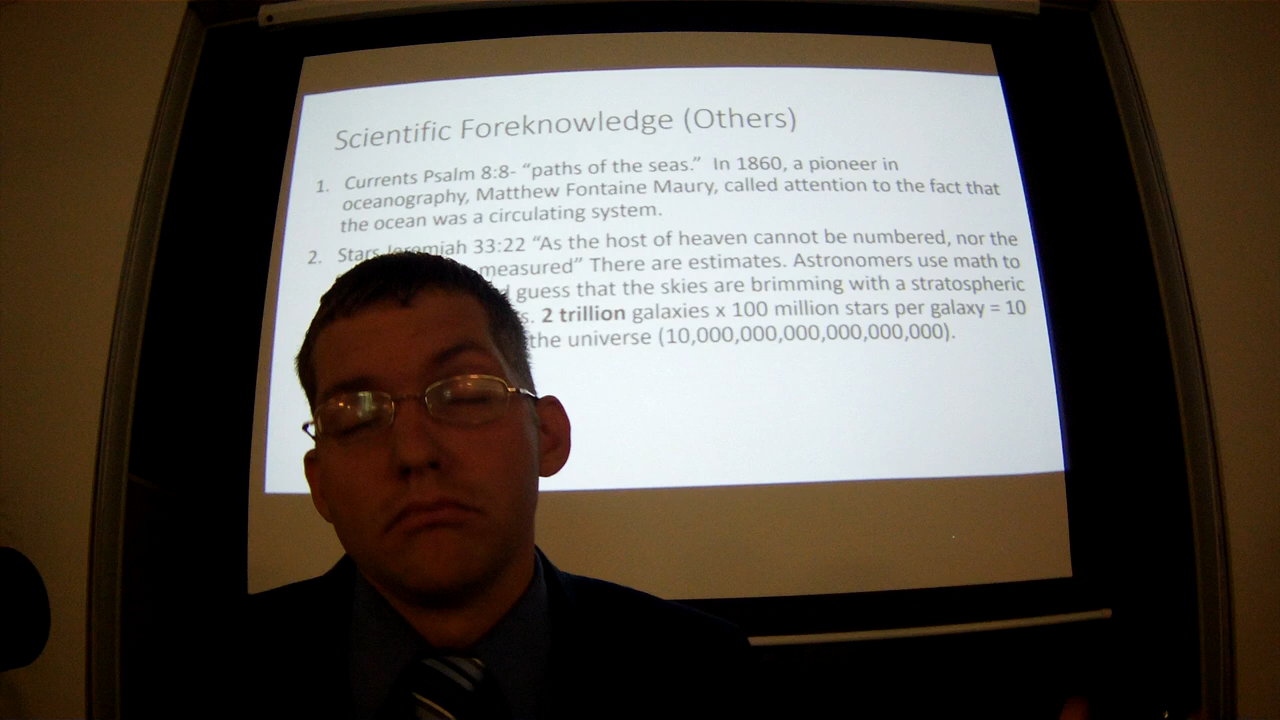 Scientific Foreknowledge (Others)
1. Currents Psalm 8:8- “paths of the seas.” In 1860, a pioneer in
oceanography, Matthew Fontaine Maury, called attention to the fact that
the ocean was a circulating system.
2. Stars Jeremiah 33:22 “As the host of heaven cannot be numbered, nor the
measured” There are estimates. Astronomers use math to
guess that the skies are brimming with a stratospheric
2 trillion galaxies x 100 million stars per galaxy = 10
the universe (10,000,000,000,000,000,000).